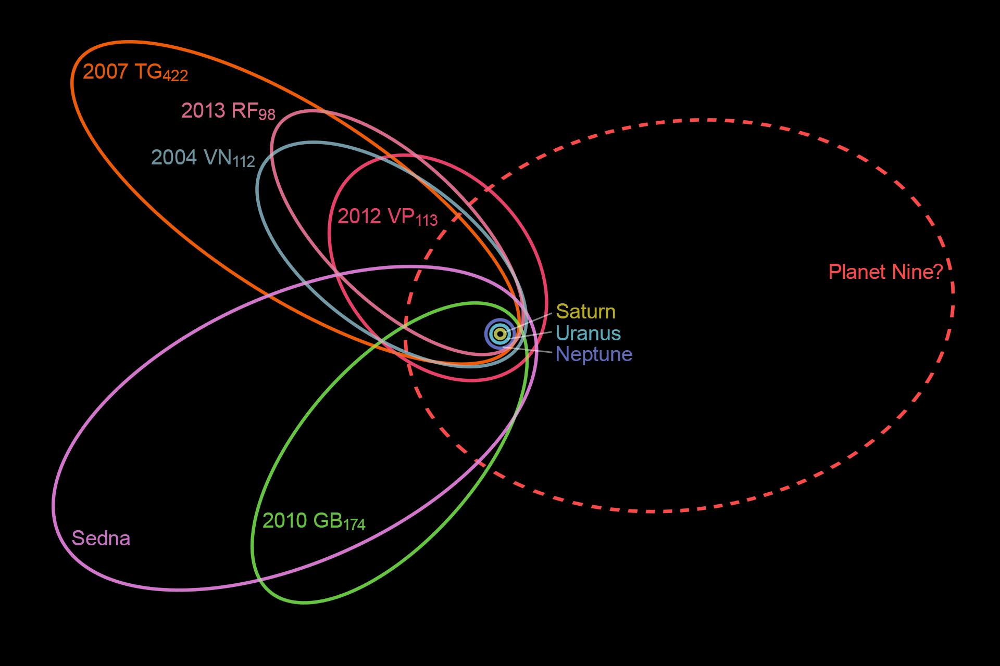 2007 TG422
2013 RF98
2004 VN112
2012 VP113
Planet Nine?
Saturn
Uranus
Neptune
2010 GB174
Sedna